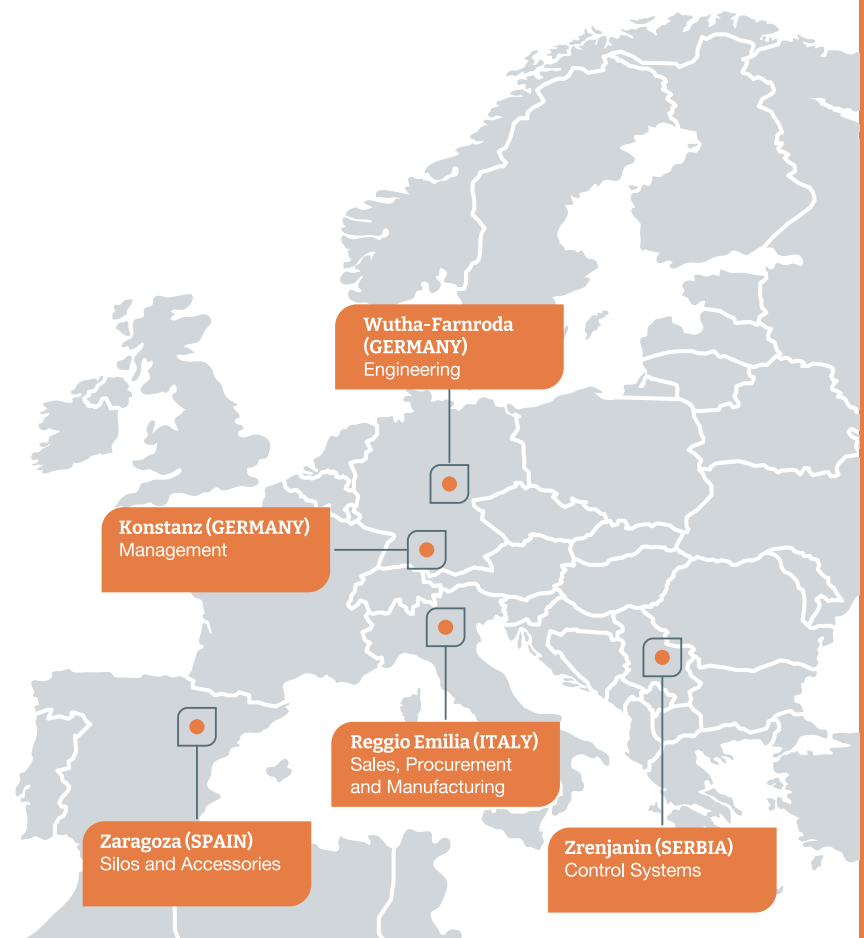 Wutha-Farnroda
(GERMANY)
Engineering
Konstanz (GERMANY)
Management
Reggio Emilia (ITALY)
Sales, Procurement
and Manufacturing
Zaragoza (SPAIN)
Silos and Accessories
Zrenjanin (SERBIA)
Control Systems